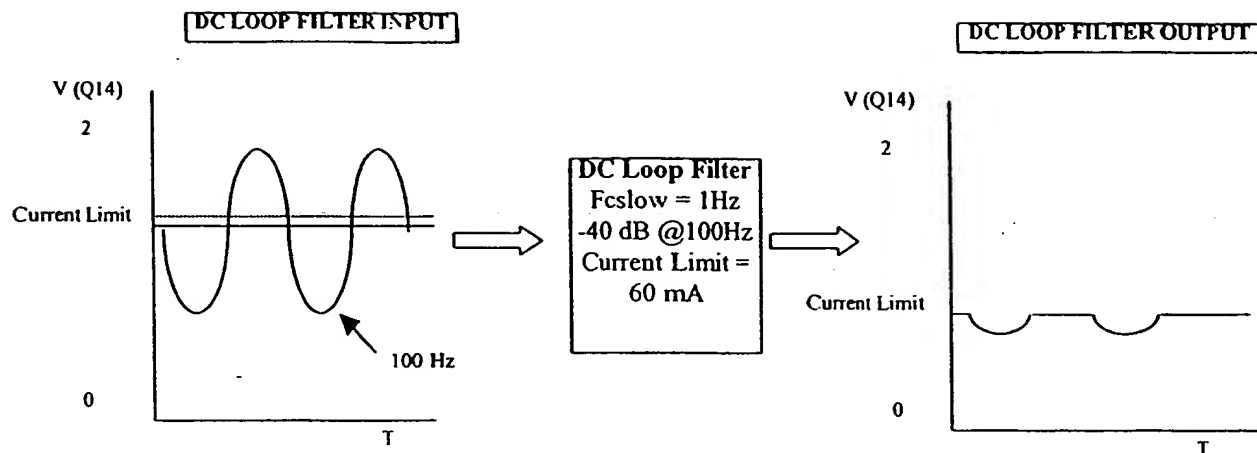 DC LOOP FILTER INPUT
V (Q14)
2
Current Limit
0
100 Hz
T
DC Loop Filter
Fcslow = 1Hz
-40 dB @100Hz
Current Limit =
60 mA
DC LOOP FILTER OUTPUT
V (Q14)
2
Current Limit
0
T